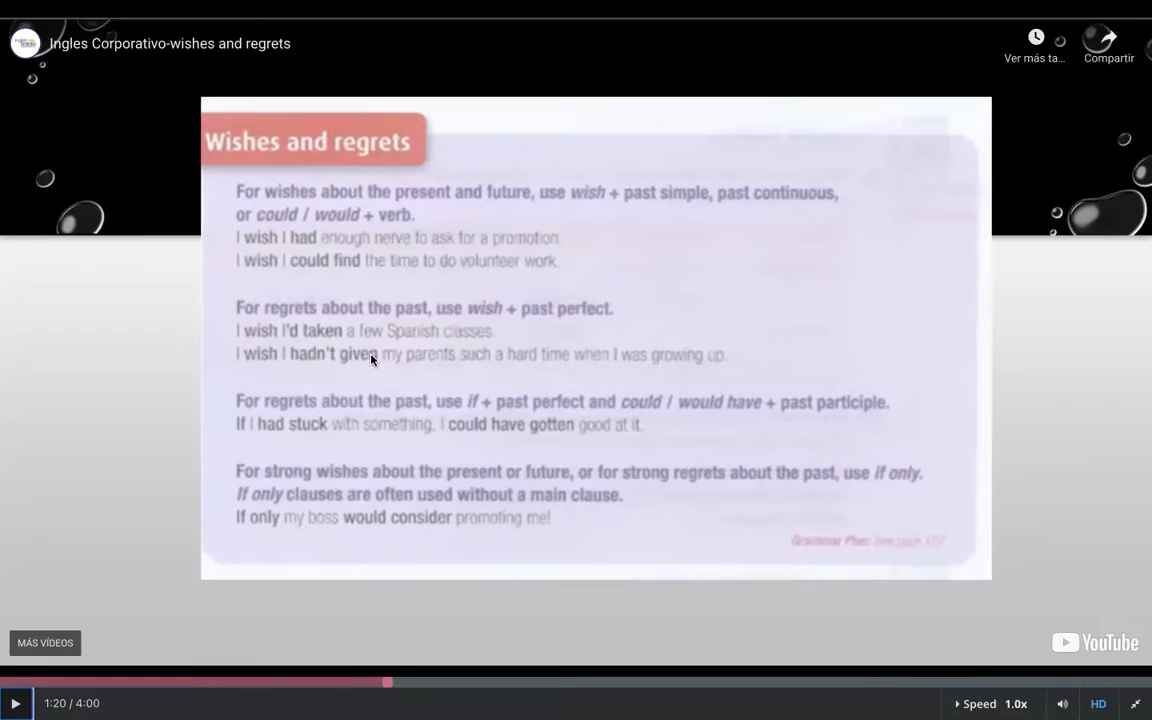 Ingles Corporativo-wishes and regrets
Ver más ta...
Compartir
Wishes and regrets
For wishes about the present and future, use wish + past simple, past continuous,
or could / would + verb.
I wish I had enough nerve to ask for a promotion.
I wish I could find the time to do volunteer work.
For regrets about the past, use wish + past perfect.
I wish I'd taken a few Spanish classes.
I wish I hadn't given my parents such a hard time when I was growing up.
For regrets about the past, use if + past perfect and could / would have + past participle.
If I had stuck with something, I could have gotten good at it.
For strong wishes about the present or future, or for strong regrets about the past, use if only.
If only clauses are often used without a main clause.
If only my boss would consider promoting me!
Grammar Plus: See page
MÁS VÍDEOS
YouTube
1:20 / 4:00
Speed 1.0x
HD